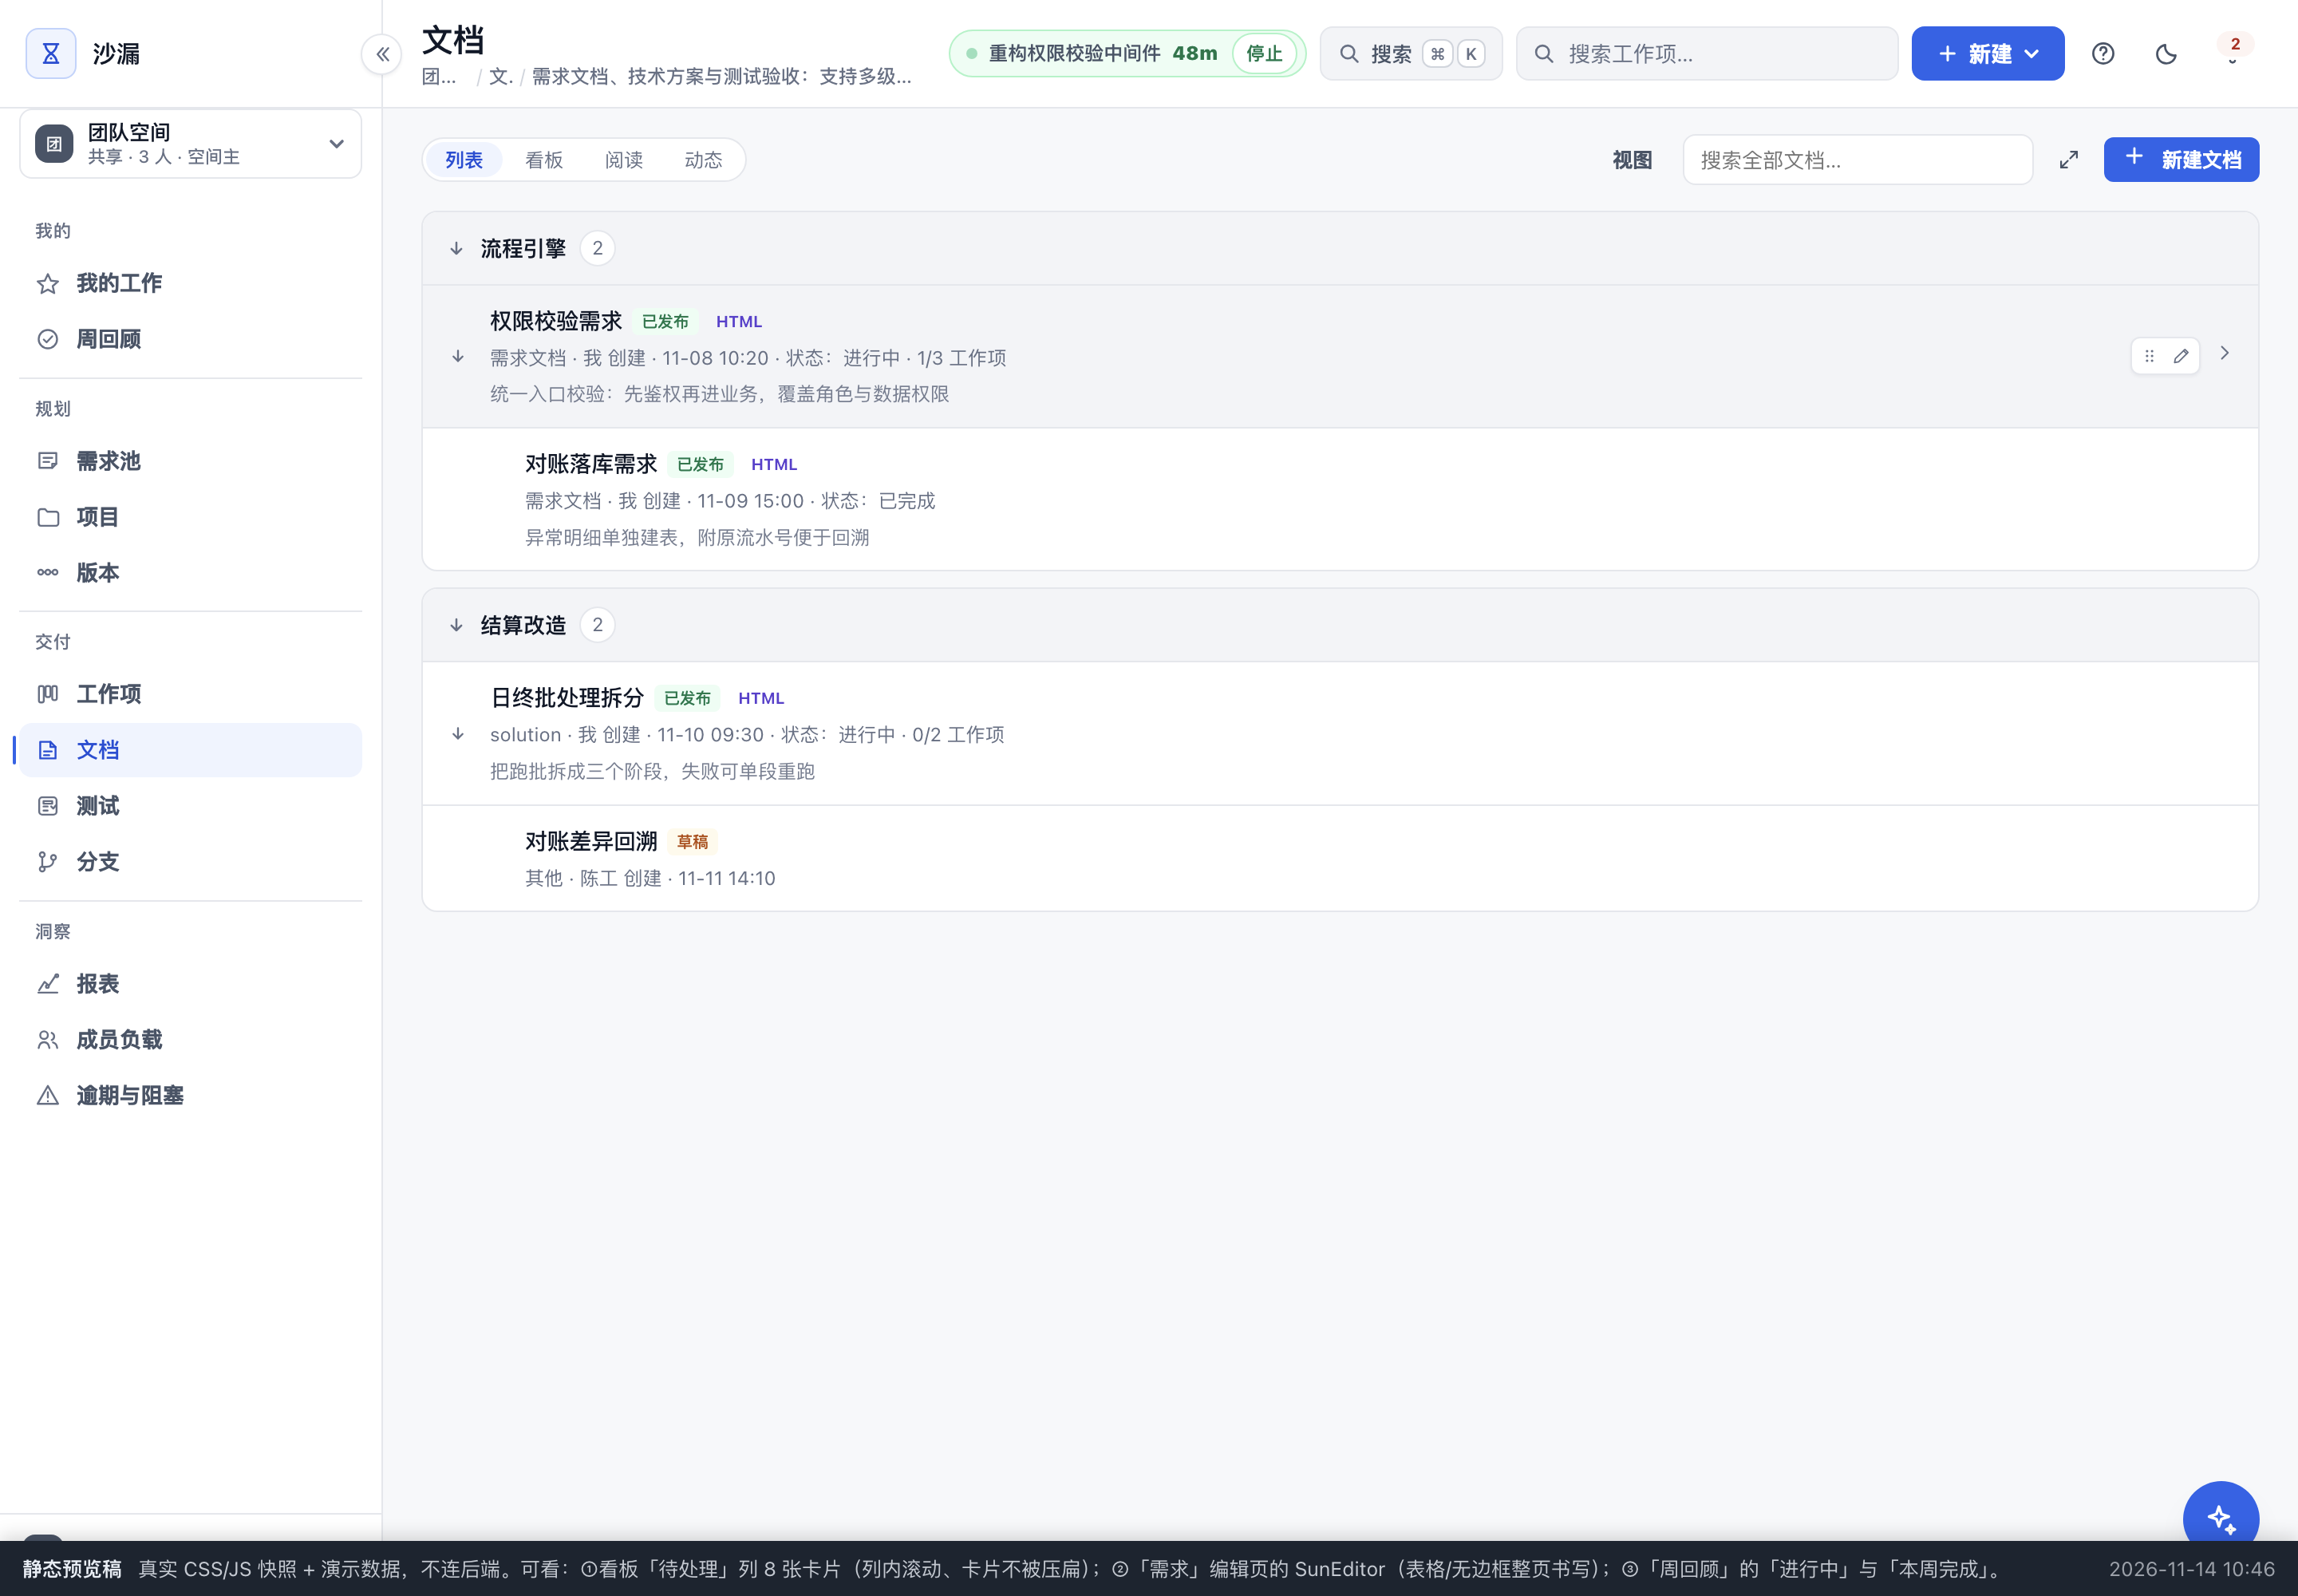 沙漏
团
团队空间
共享 · 3 人 · 空间主
我的
我的工作
周回顾
规划
需求池
项目
版本
交付
工作项
文档
测试
分支
洞察
报表
成员负载
逾期与阻塞
文档
团... / 文. / 需求文档、技术方案与测试验收：支持多级...
重构权限校验中间件 48m 停止
搜索 ⌘ K
搜索工作项...
+ 新建
2
列表 看板 阅读 动态
视图
搜索全部文档...
+ 新建文档
流程引擎 2
权限校验需求 已发布 HTML
需求文档 · 我 创建 · 11-08 10:20 · 状态：进行中 · 1/3 工作项
统一入口校验：先鉴权再进业务，覆盖角色与数据权限
对账落库需求 已发布 HTML
需求文档 · 我 创建 · 11-09 15:00 · 状态：已完成
异常明细单独建表，附原流水号便于回溯
结算改造 2
日终批处理拆分 已发布 HTML
solution · 我 创建 · 11-10 09:30 · 状态：进行中 · 0/2 工作项
把跑批拆成三个阶段，失败可单段重跑
对账差异回溯 草稿
其他 · 陈工 创建 · 11-11 14:10
静态预览稿 真实 CSS/JS 快照 + 演示数据，不连后端。可看：①看板「待处理」列 8 张卡片（列内滚动、卡片不被压扁）；②「需求」编辑页的 SunEditor（表格/无边框整页书写）；③「周回顾」的「进行中」与「本周完成」。
2026-11-14 10:46